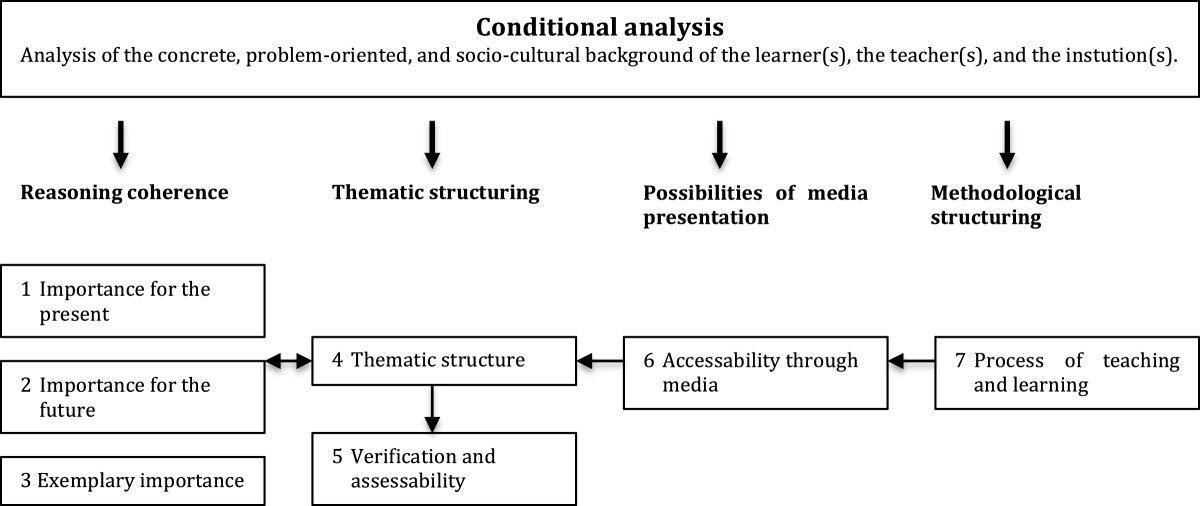 Conditional analysis
Analysis of the concrete, problem-oriented, and socio-cultural background of the learner(s), the teacher(s), and the instution(s).
Reasoning coherence
Thematic structuring
Possibilities of media
presentation
Methodological
structuring
1 Importance for the
present
2 Importance for the
future
3 Exemplary importance
4 Thematic structure
5 Verification and
assessability
6 Accessability through
media
7 Process of teaching
and learning